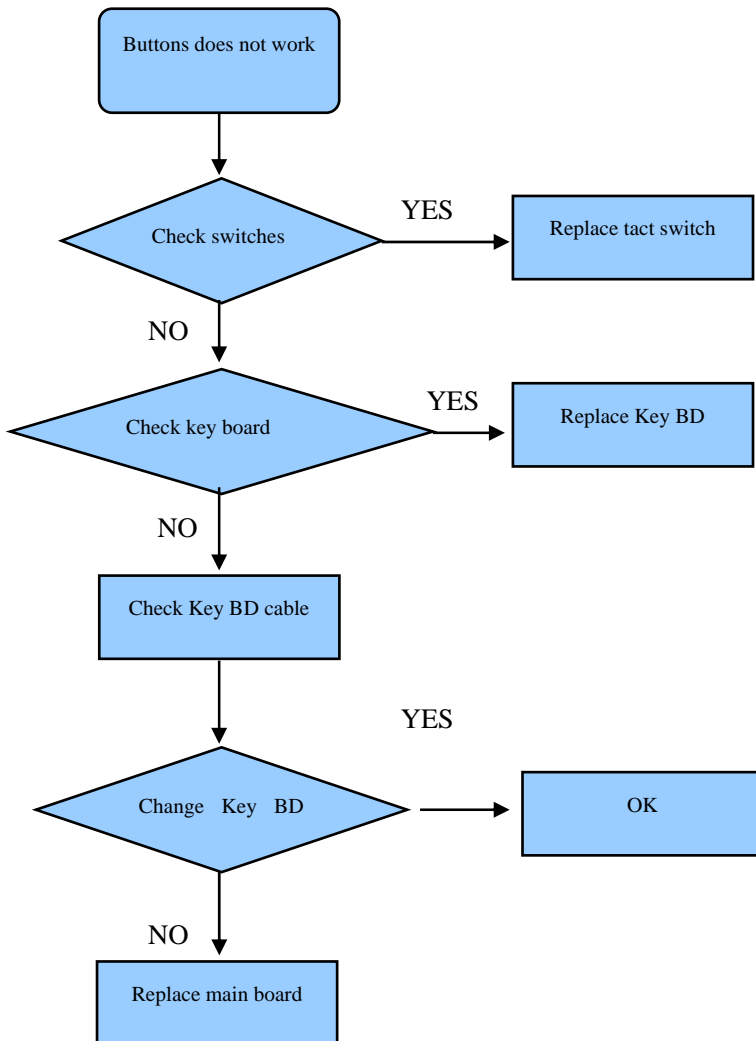 Buttons does not work
YES
Check switches
Replace tact switch
NO
YES
Check key board
Replace Key BD
NO
Check Key BD cable
YES
Change Key BD
OK
NO
Replace main board